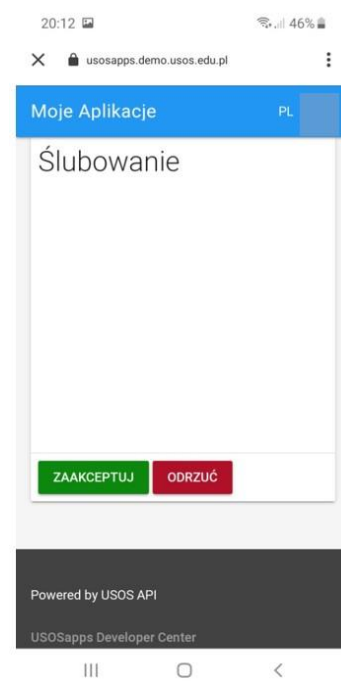 20:12 46%
usosapps.demo.usos.edu.pl
Moje Aplikacje PL
Ślubowanie
ZAAKCEPTUJ ODRZUĆ
Powered by USOS API
USOSapps Developer Center